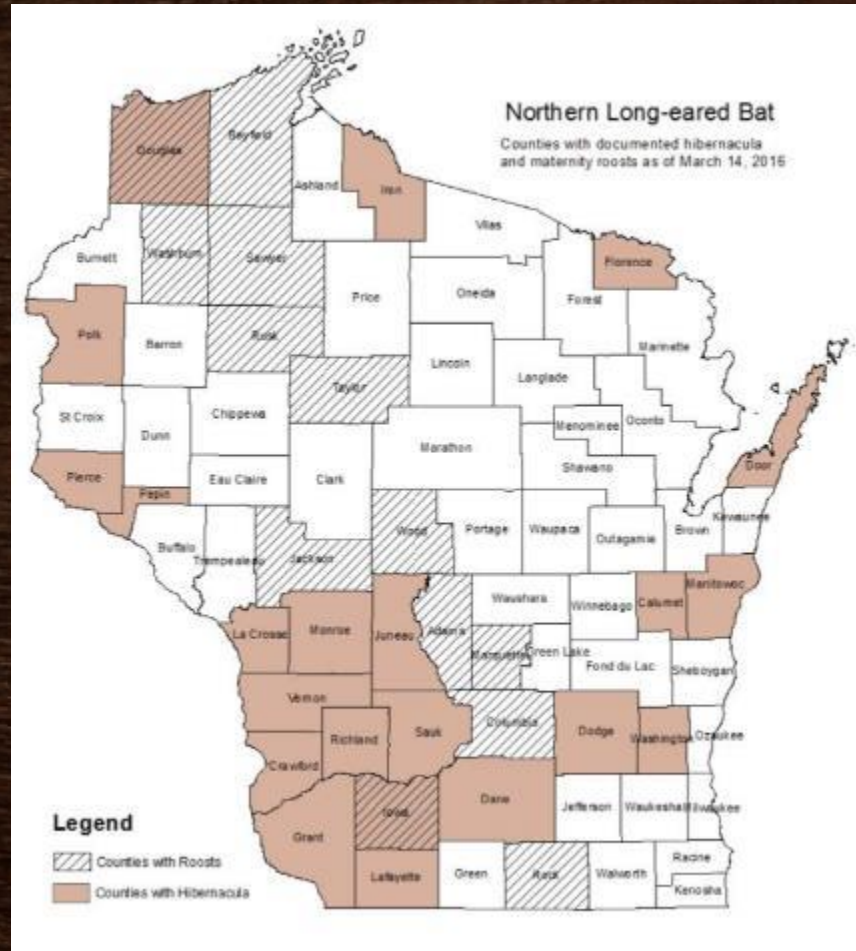 Northern Long-eared Bat
Counties with documented hibernacula
and maternity roosts as of March 14, 2016
Douglas
Bayfield
Ashland
Iron
Vilas
Burnett
Washburn
Sawyer
Florence
Price
Oneida
Forest
Polk
Barron
Rusk
Marinette
Lincoln
Langlade
Taylor
St Croix
Dunn
Chippewa
Menominee
Oconto
Marathon
Shawano
Pierce
Pepin
Eau Claire
Clark
Door
Buffalo
Trempealeau
Jackson
Wood
Portage
Waupaca
Outagamie
Brown
Kewaunee
La Crosse
Monroe
Juneau
Adams
Waushara
Winnebago
Calumet
Manitowoc
Marquette
Green Lake
Fond du Lac
Sheboygan
Vernon
Richland
Sauk
Columbia
Dodge
Washington
Ozaukee
Crawford
Iowa
Dane
Jefferson
Waukesha
Milwaukee
Grant
Lafayette
Green
Rock
Walworth
Racine
Kenosha
Legend
Counties with Roosts
Counties with Hibernacula